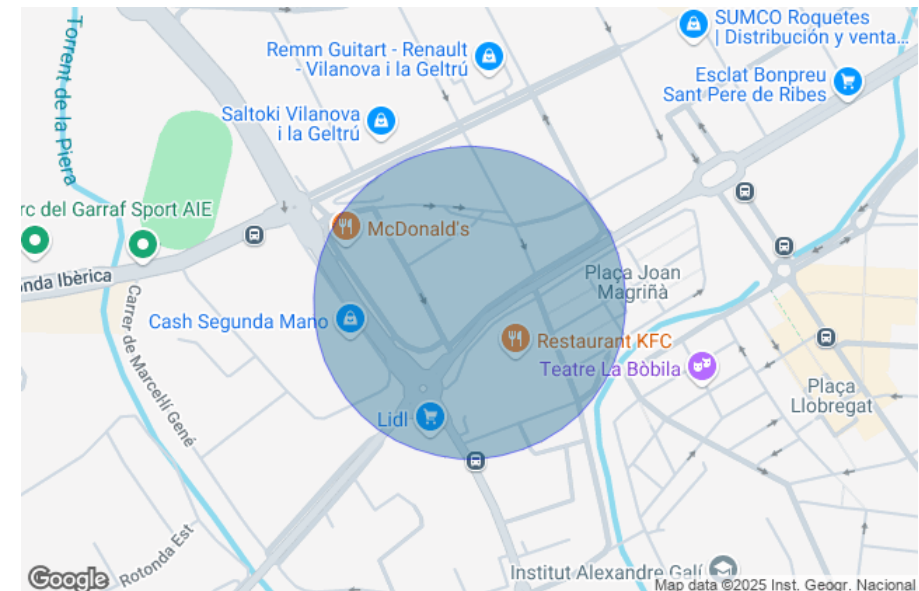 Torrent de la Piera
Remm Guitart - Renault
- Vilanova i la Geltrú
SUMCO Roquetes
| Distribución y venta...
Esclat Bonpreu
Sant Pere de Ribes
Saltoki Vilanova
i la Geltrú
rc del Garraf Sport AIE
McDonald's
onda Ibèrica
Plaça Joan
Magriñà
Carrer de Marcel·lí Gené
Cash Segunda Mano
Restaurant KFC
Teatre La Bòbila
Plaça
Llobregat
Lidl
Rotonda Est
Institut Alexandre Galí
Google
Map data ©2025 Inst. Geogr. Nacional